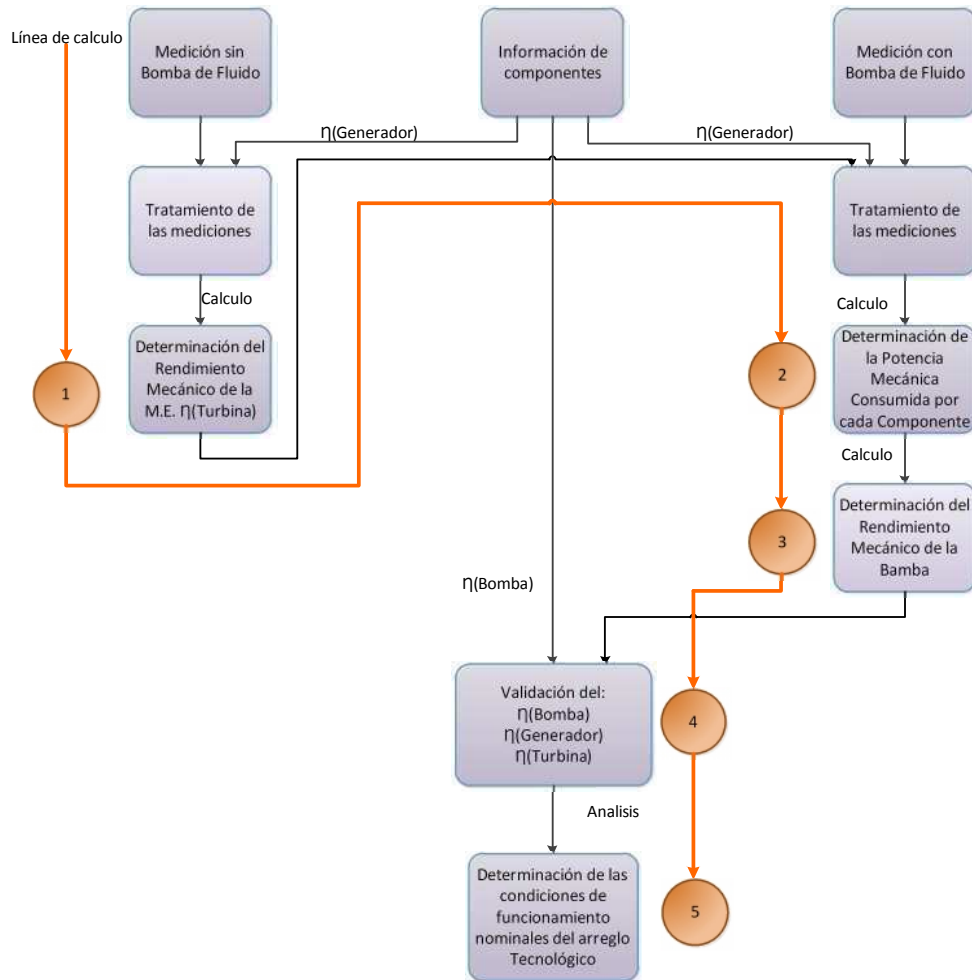 Línea de calculo
Medición sin
Bomba de Fluido
Información de
componentes
Medición con
Bomba de Fluido
η(Generador)
η(Generador)
Tratamiento de
las mediciones
Tratamiento de
las mediciones
Calculo
Calculo
Determinación del
Rendimiento
Mecánico de la
M.E. η(Turbina)
1
2
Determinación de
la Potencia
Mecánica
Consumida por
cada Componente
Calculo
3
Determinación del
Rendimiento
Mecánico de la
Bamba
η(Bomba)
Validación del:
η(Bomba)
η(Generador)
η(Turbina)
4
Analisis
Determinación de las
condiciones de
funcionamiento
nominales del arreglo
Tecnológico
5